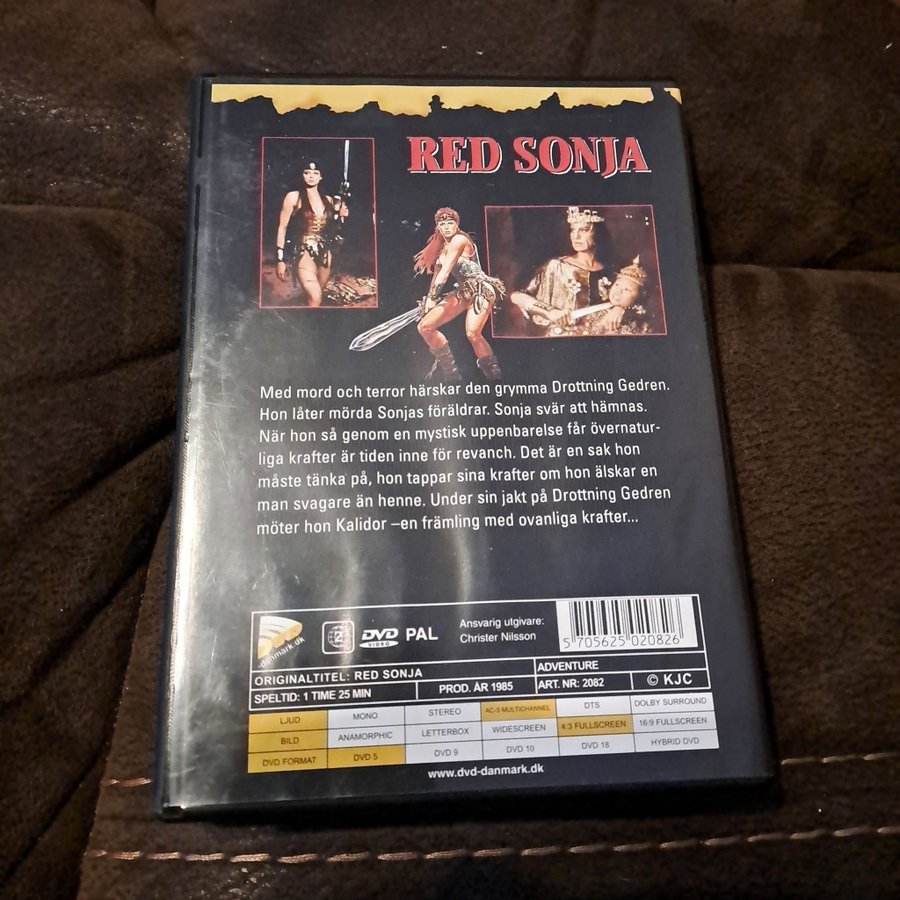 RED SONJA
Med mord och terror härskar den grymma Drottning Gedren.
Hon låter mörda Sonjas föräldrar. Sonja svär att hämnas.
När hon så genom en mystisk uppenbarelse får övernatur-
liga krafter är tiden inne för revanch. Det är en sak hon
måste tänka på, hon tappar sina krafter om hon älskar en
man svagare än henne. Under sin jakt på Drottning Gedren
möter hon Kalidor –en främling med ovanliga krafter...
danmark.dk
2
DVD VIDEO
PAL
Ansvarig utgivare:
Christer Nilsson
5 705625 020826
ORIGINALTITEL: RED SONJA
ADVENTURE
SPELTID: 1 TIME 25 MIN
PROD. ÅR 1985
ART. NR: 2082
© KJC
LJUD MONO STEREO AC-3 MULTICHANNEL DTS DOLBY SURROUND
BILD ANAMORPHIC LETTERBOX WIDESCREEN 4:3 FULLSCREEN 16:9 FULLSCREEN
DVD FORMAT DVD 5 DVD 9 DVD 10 DVD 18 HYBRID DVD
www.dvd-danmark.dk